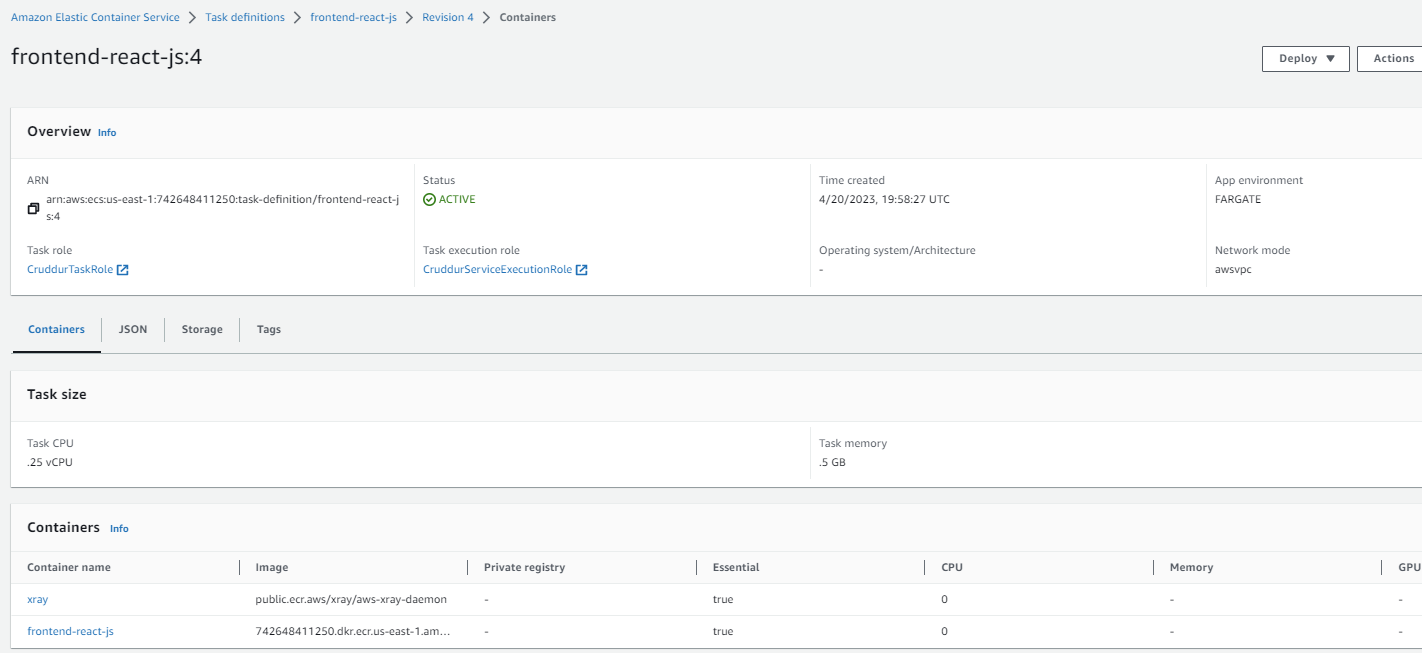 Amazon Elastic Container Service > Task definitions > frontend-react-js > Revision 4 > Containers
frontend-react-js:4
Deploy ▼ Actions
Overview Info
ARN
arn:aws:ecs:us-east-1:742648411250:task-definition/frontend-react-j
s:4
Status
ACTIVE
Time created
4/20/2023, 19:58:27 UTC
App environment
FARGATE
Task role
CruddurTaskRole
Task execution role
CruddurServiceExecutionRole
Operating system/Architecture
-
Network mode
awsvpc
Containers JSON Storage Tags
Task size
Task CPU
.25 vCPU
Task memory
.5 GB
Containers Info
Container name Image Private registry Essential CPU Memory GPU
xray public.ecr.aws/xray/aws-xray-daemon - true 0 - -
frontend-react-js 742648411250.dkr.ecr.us-east-1.am... - true 0 - -